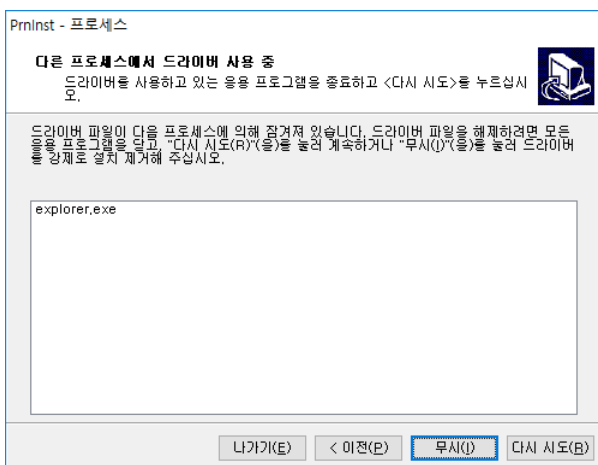 PrnInst - 프로세스
다른 프로세스에서 드라이버 사용 중
드라이버를 사용하고 있는 응용 프로그램을 종료하고 <다시 시도>를 누르십시
오.
드라이버 파일이 다음 프로세스에 의해 잠겨져 있습니다. 드라이버 파일을 해제하려면 모든
응용 프로그램을 닫고, "다시 시도(R)"(을)를 눌러 계속하거나 "무시(I)"(을)를 눌러 드라이버
를 강제로 설치 제거해 주십시오.
explorer.exe
나가기(E) < 이전(P) 무시(I) 다시 시도(R)